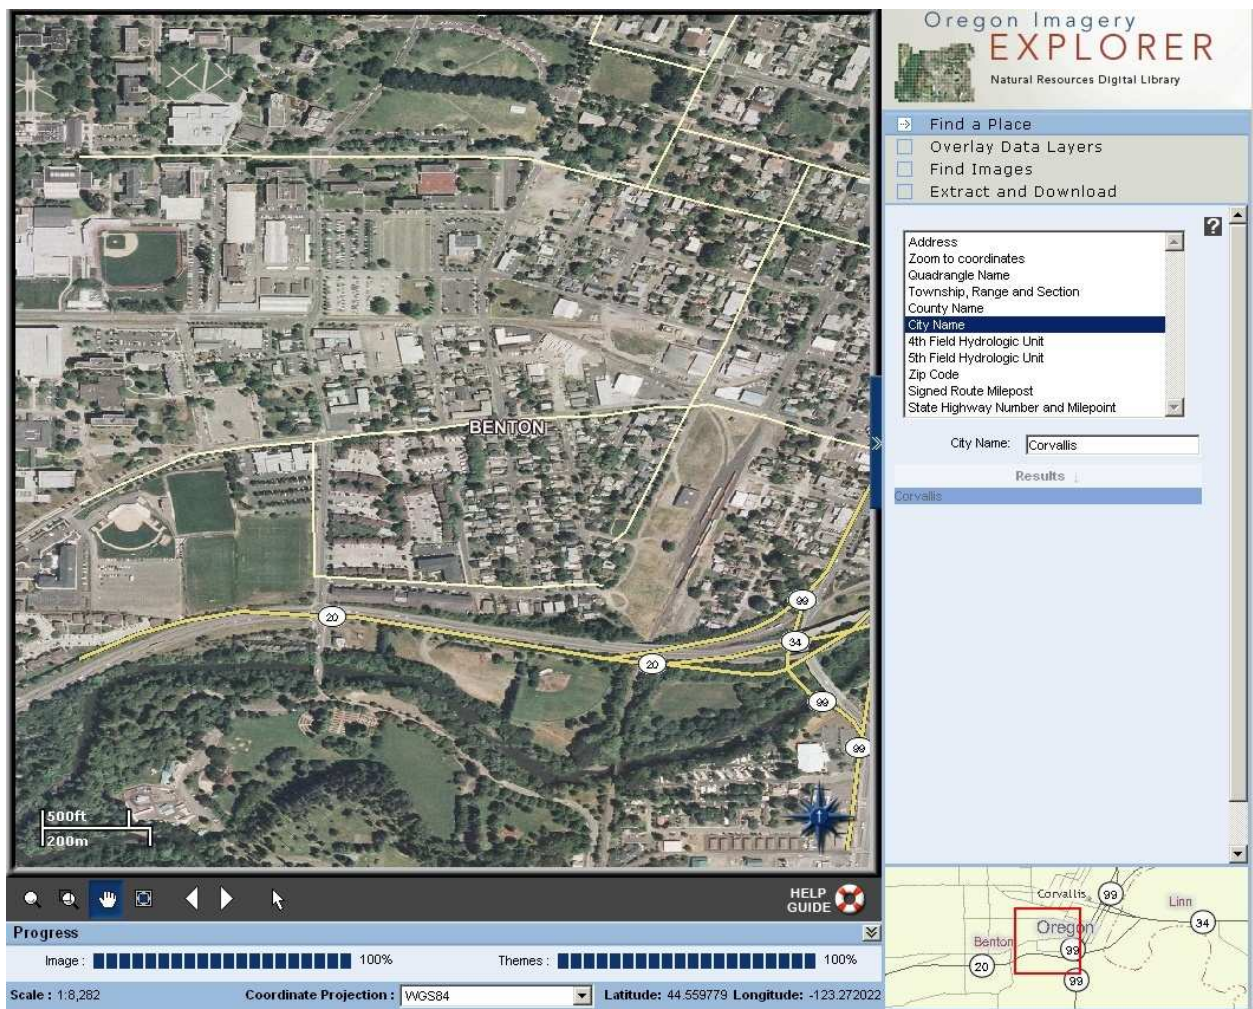 Oregon Imagery
EXPLORER
Natural Resources Digital Library
Find a Place
Overlay Data Layers
Find Images
Extract and Download
?
Address
Zoom to coordinates
Quadrangle Name
Township, Range and Section
County Name
City Name
4th Field Hydrologic Unit
5th Field Hydrologic Unit
Zip Code
Signed Route Milepost
State Highway Number and Milepoint
City Name: Corvallis
Results ↓
Corvallis
BENTON
99
20
34
20
99
99
500ft
200m
HELP
GUIDE
Progress
Image : 100% Themes : 100%
Scale : 1:8,282 Coordinate Projection : WGS84 Latitude: 44.559779 Longitude: -123.272022
Corvallis 99
Linn
Oregon 34
Benton
99
20
99